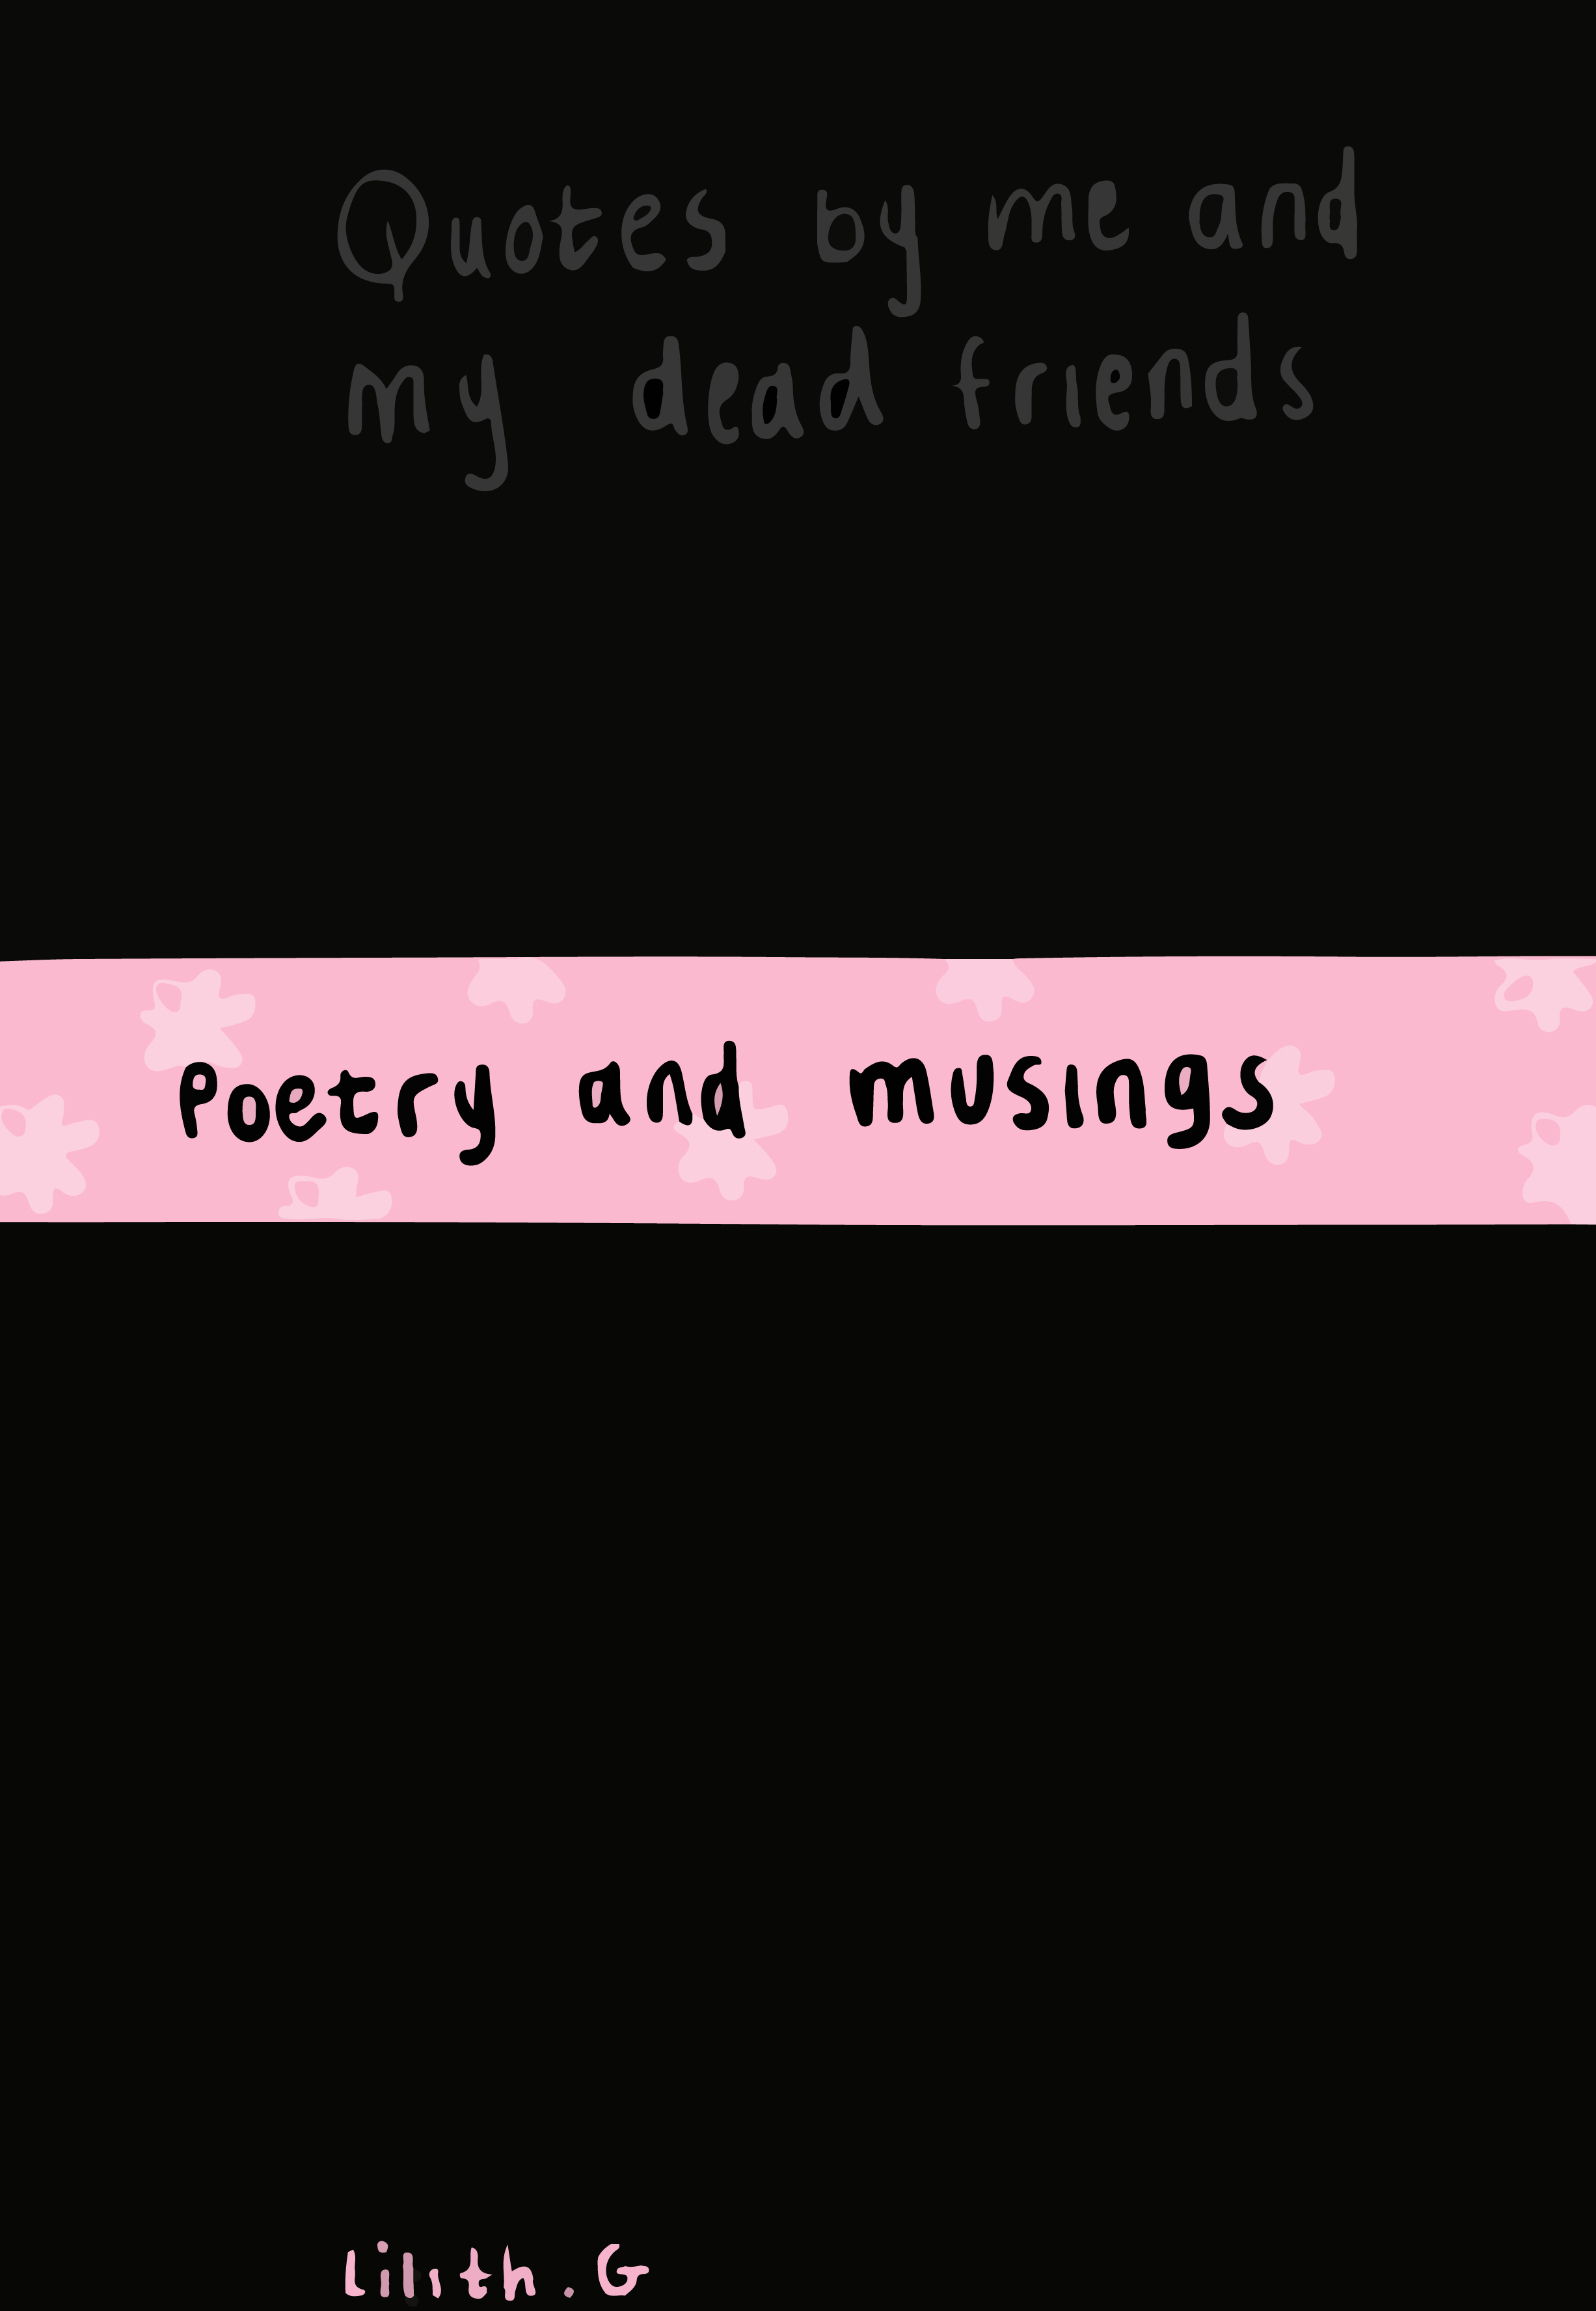 Quotes by me and
my dead friends
Poetry and musings
Lilith.G